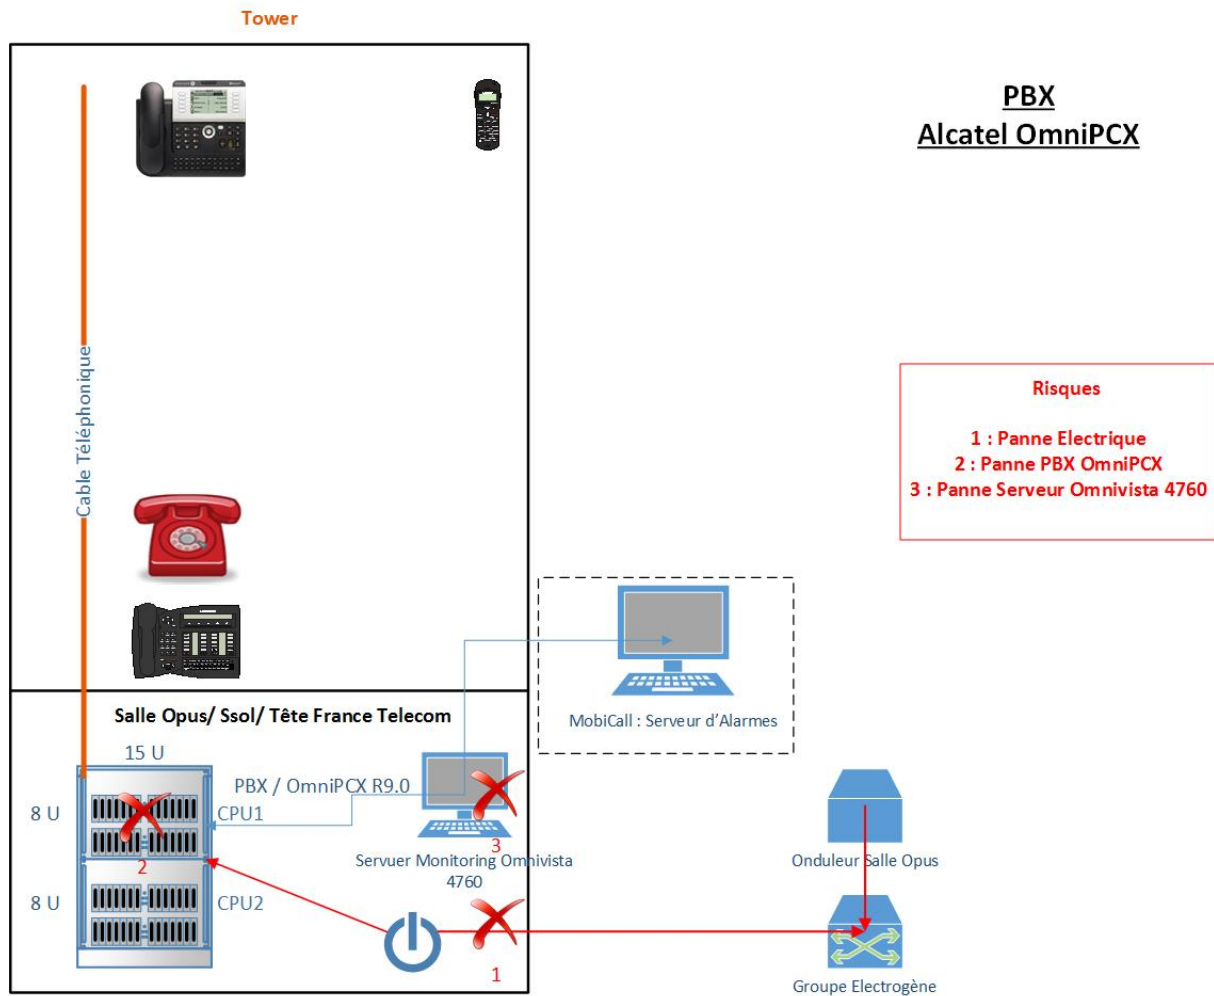 Tower
PBX
Alcatel OmniPCX
Cable Téléphonique
Risques
1 : Panne Electrique
2 : Panne PBX OmniPCX
3 : Panne Serveur Omnivista 4760
MobiCall : Serveur d’Alarmes
Salle Opus/ Ssol/ Tête France Telecom
15 U
PBX / OmniPCX R9.0
8 U
CPU1
2
3
Servuer Monitoring Omnivista
4760
Onduleur Salle Opus
8 U
CPU2
1
Groupe Electrogène